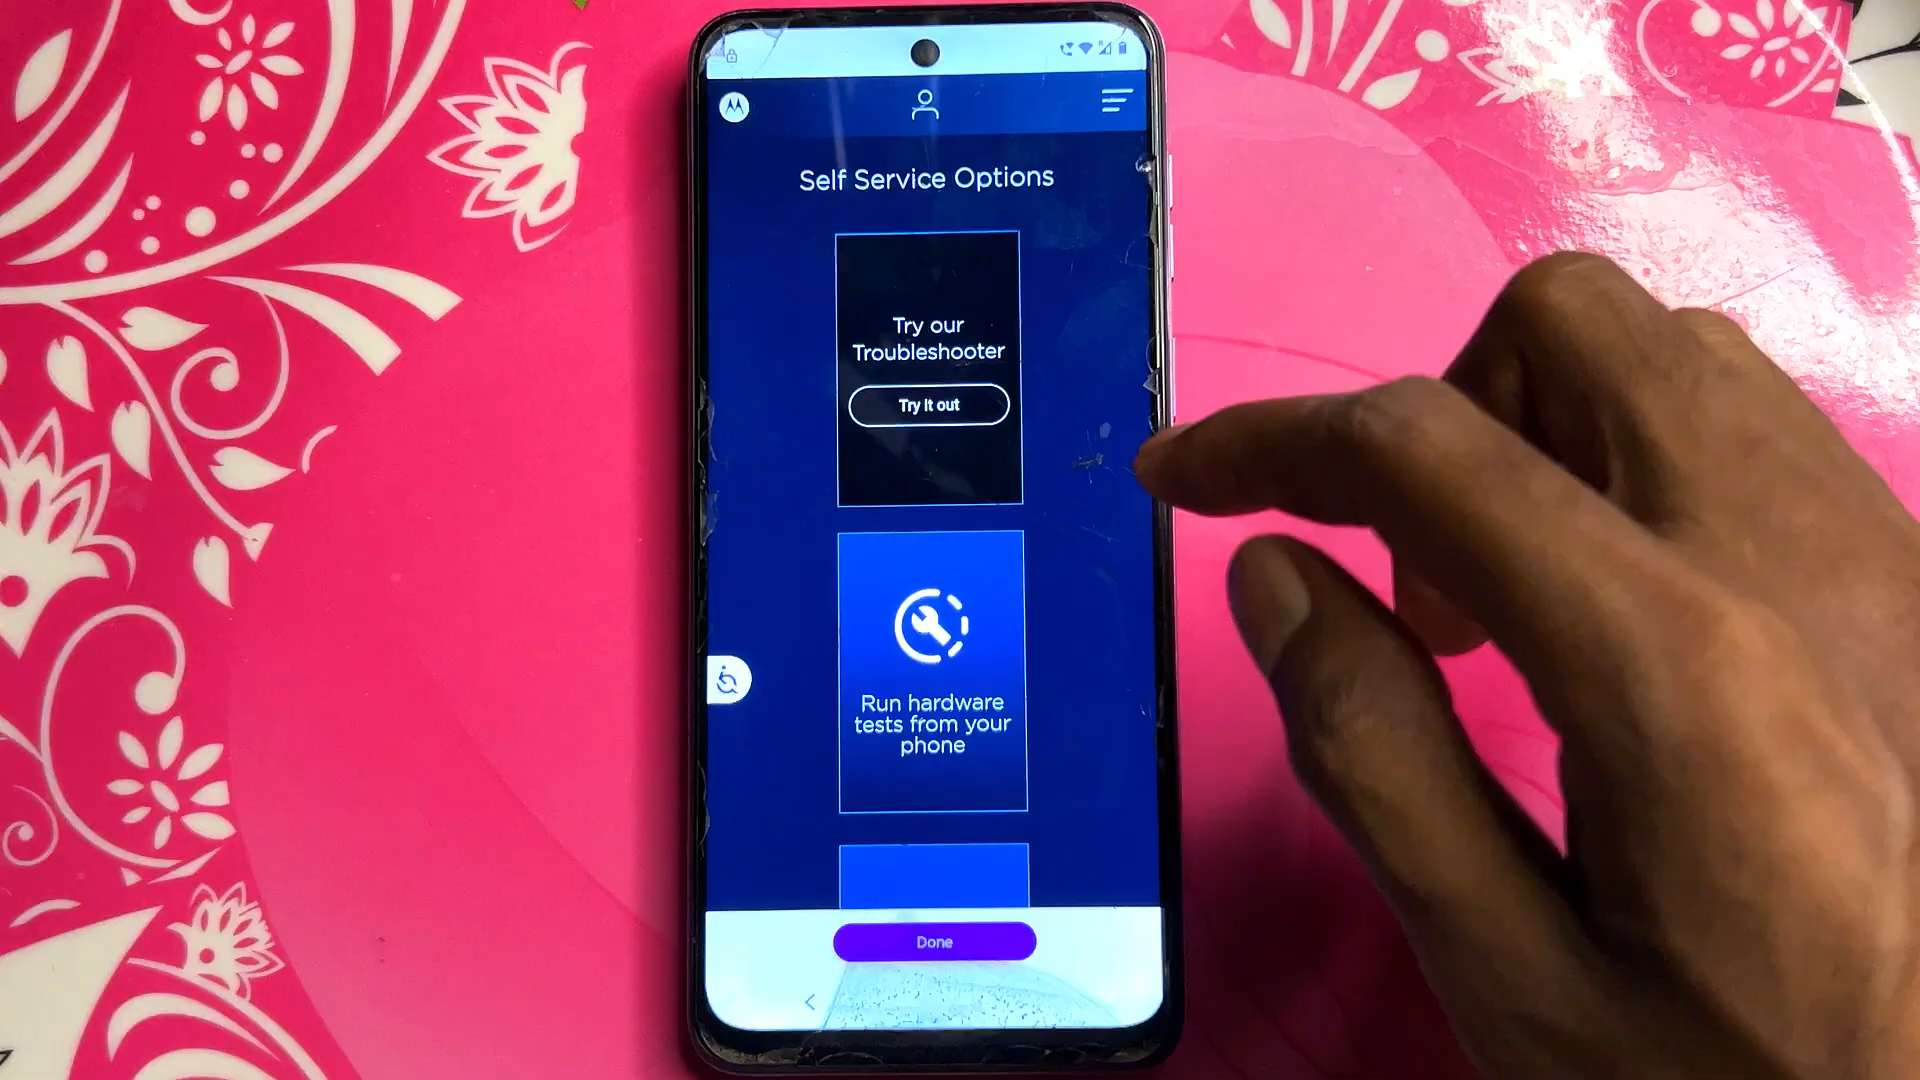 Self Service Options
Try our
Troubleshooter
Try it out
Run hardware
tests from your
phone
Done